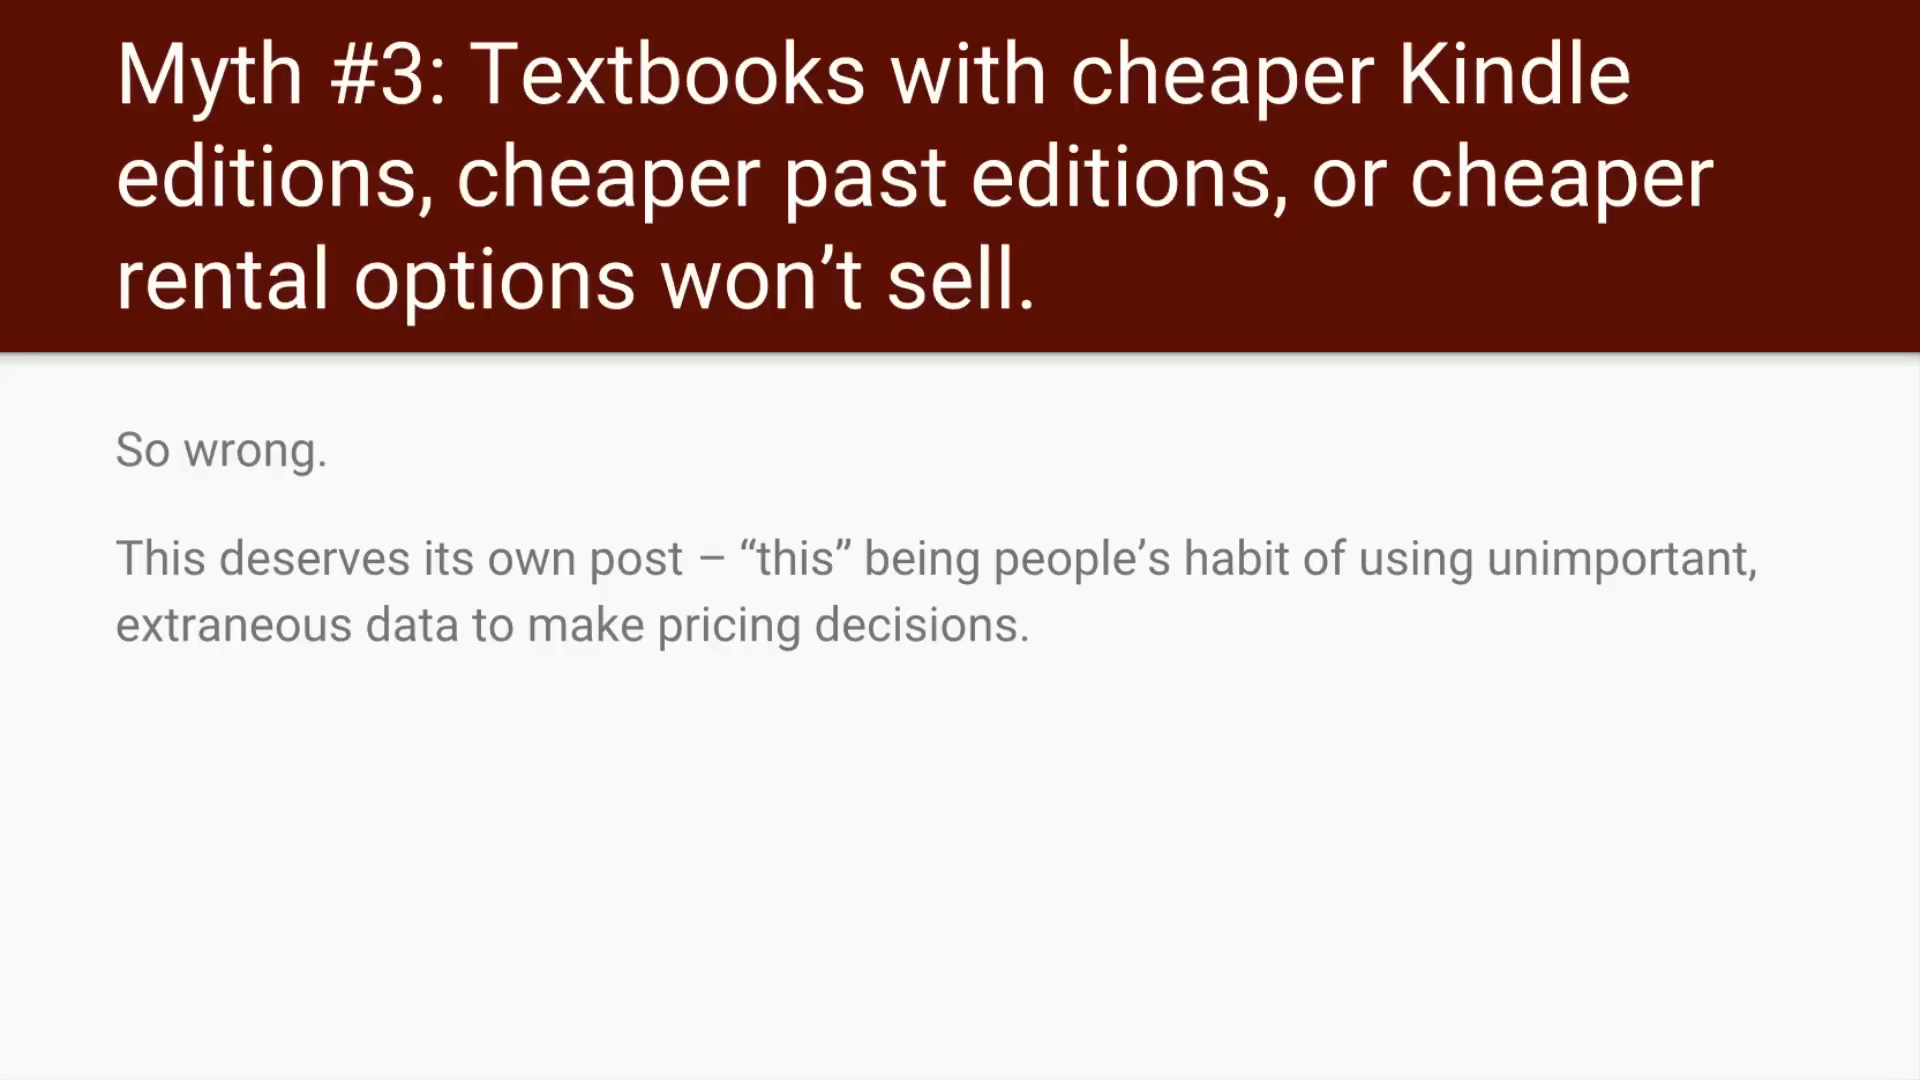 Myth #3: Textbooks with cheaper Kindle
editions, cheaper past editions, or cheaper
rental options won’t sell.
So wrong.
This deserves its own post – “this” being people’s habit of using unimportant,
extraneous data to make pricing decisions.